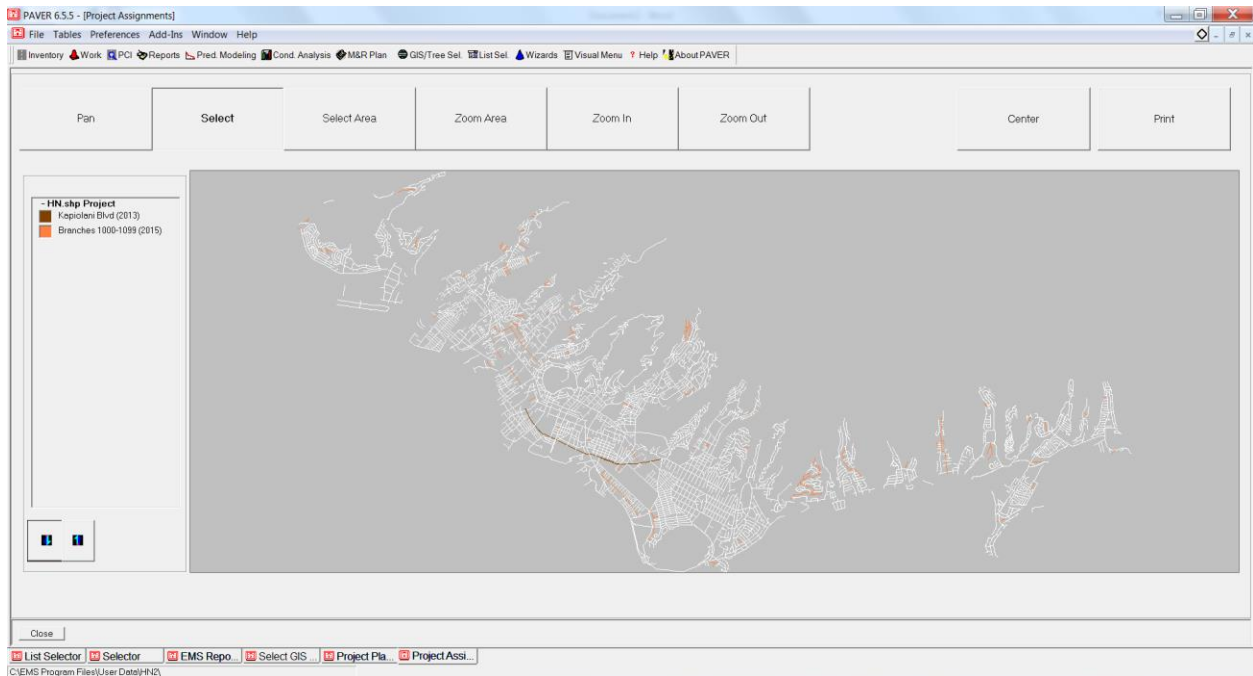 PAVER 6.5.5 - [Project Assignments]
File Tables Preferences Add-Ins Window Help
Inventory Work PCI Reports Pred. Modeling Cond. Analysis M&R Plan GIS/Tree Sel. List Sel. Wizards Visual Menu ? Help About PAVER
Pan Select Select Area Zoom Area Zoom In Zoom Out Center Print
- HN.shp Project
Kapiolani Blvd (2013)
Branches 1000-1099 (2015)
Close
List Selector Selector EMS Repo... Select GIS ... Project Pla... Project Assi...
C:\EMS Program Files\User Data\HN2\